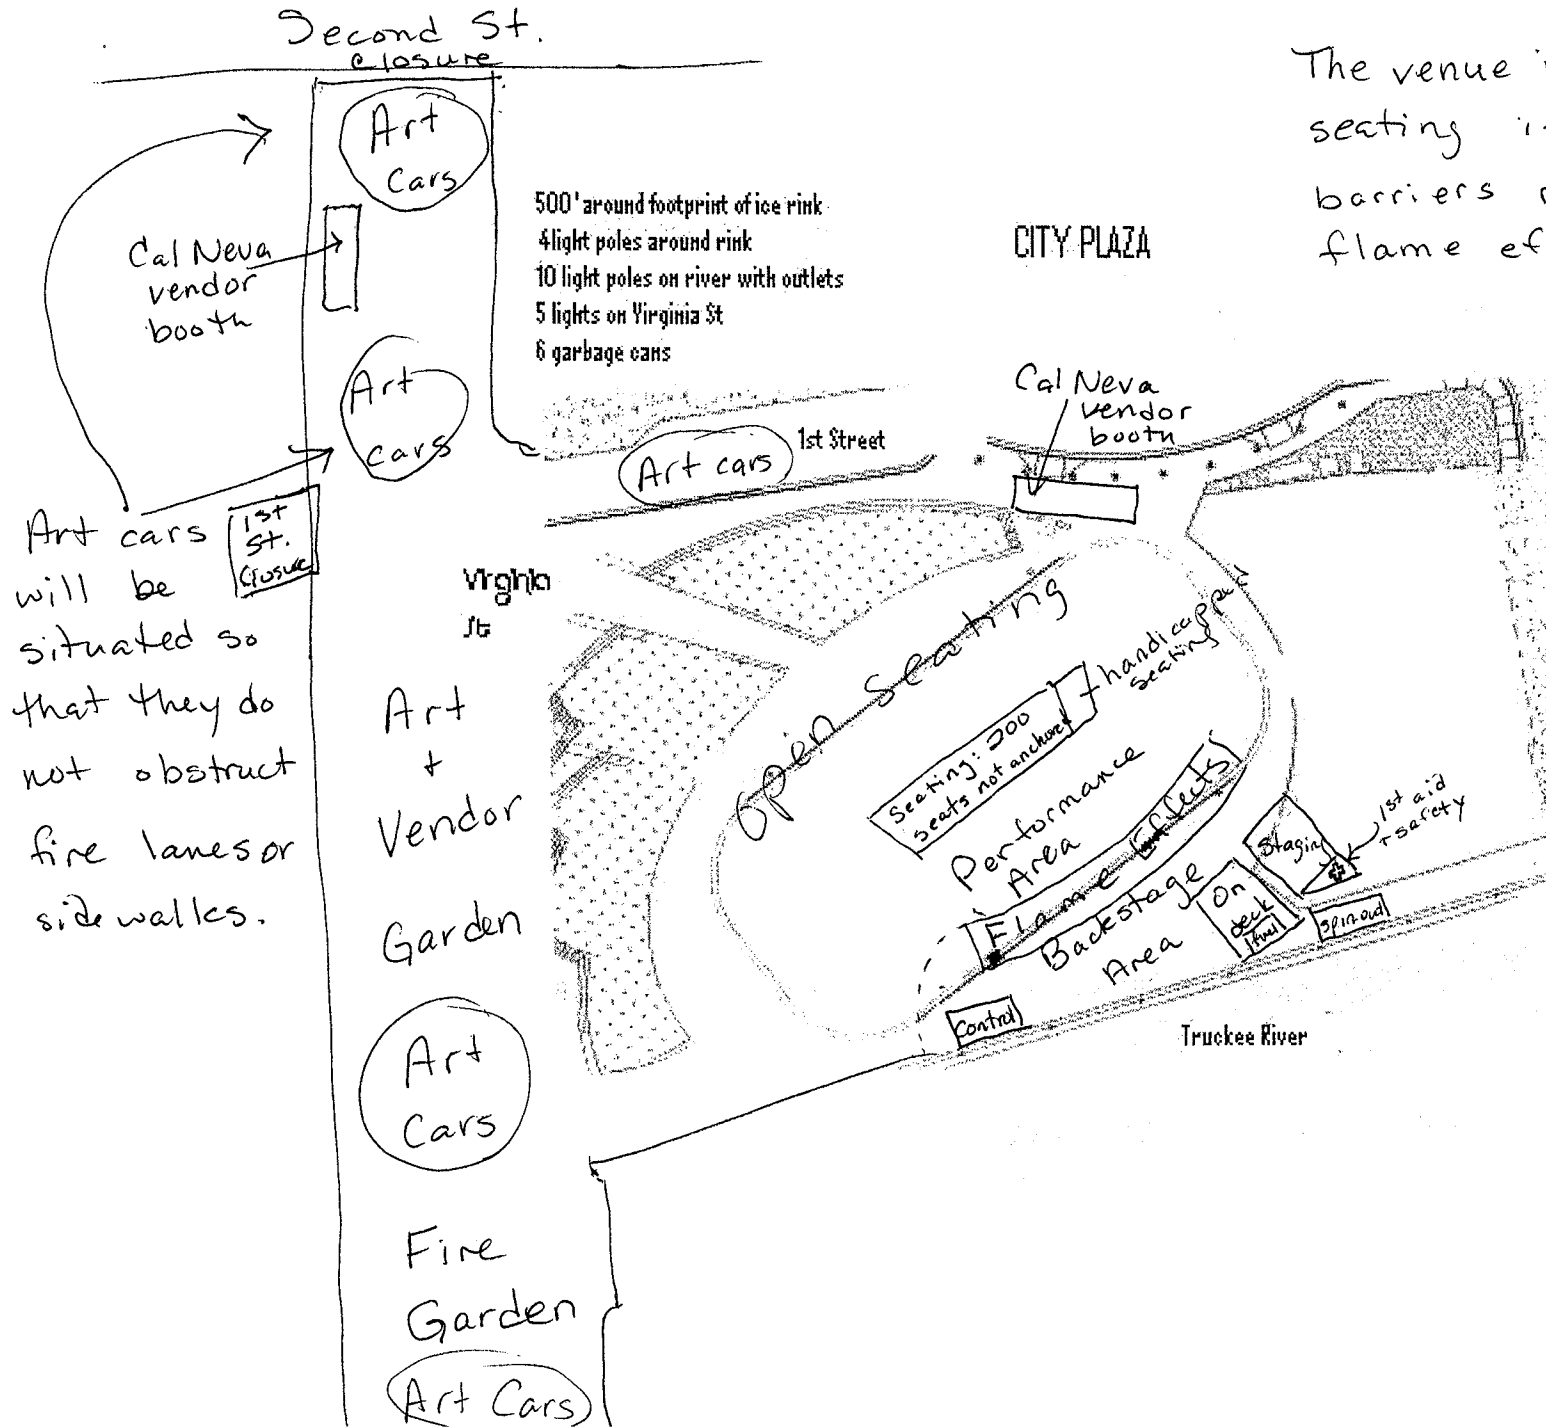 Second St.
closure
Art
Cars
The venue
seating
barriers
flame ef
500' around footprint of ice rink
4 light poles around rink
10 light poles on river with outlets
5 lights on Virginia St
6 garbage cans
CITY PLAZA
Cal Neva
vendor
booth
Art
cars
Cal Neva
vendor
booth
1st Street
Art cars
Art cars
will be
situated so
that they do
not obstruct
fire lanes or
sidewalks.
1st
St.
Closure
Virginia
St
Art
+
Vendor
Garden
open seating
handicapped
seating
Seating: 200
seats not anchored
Performance
Area
Flame Effects
Backstage
Area
On
deck
fuel
Staging
1st aid
+ safety
Spin out
Control
Truckee River
Art
Cars
Fire
Garden
Art Cars